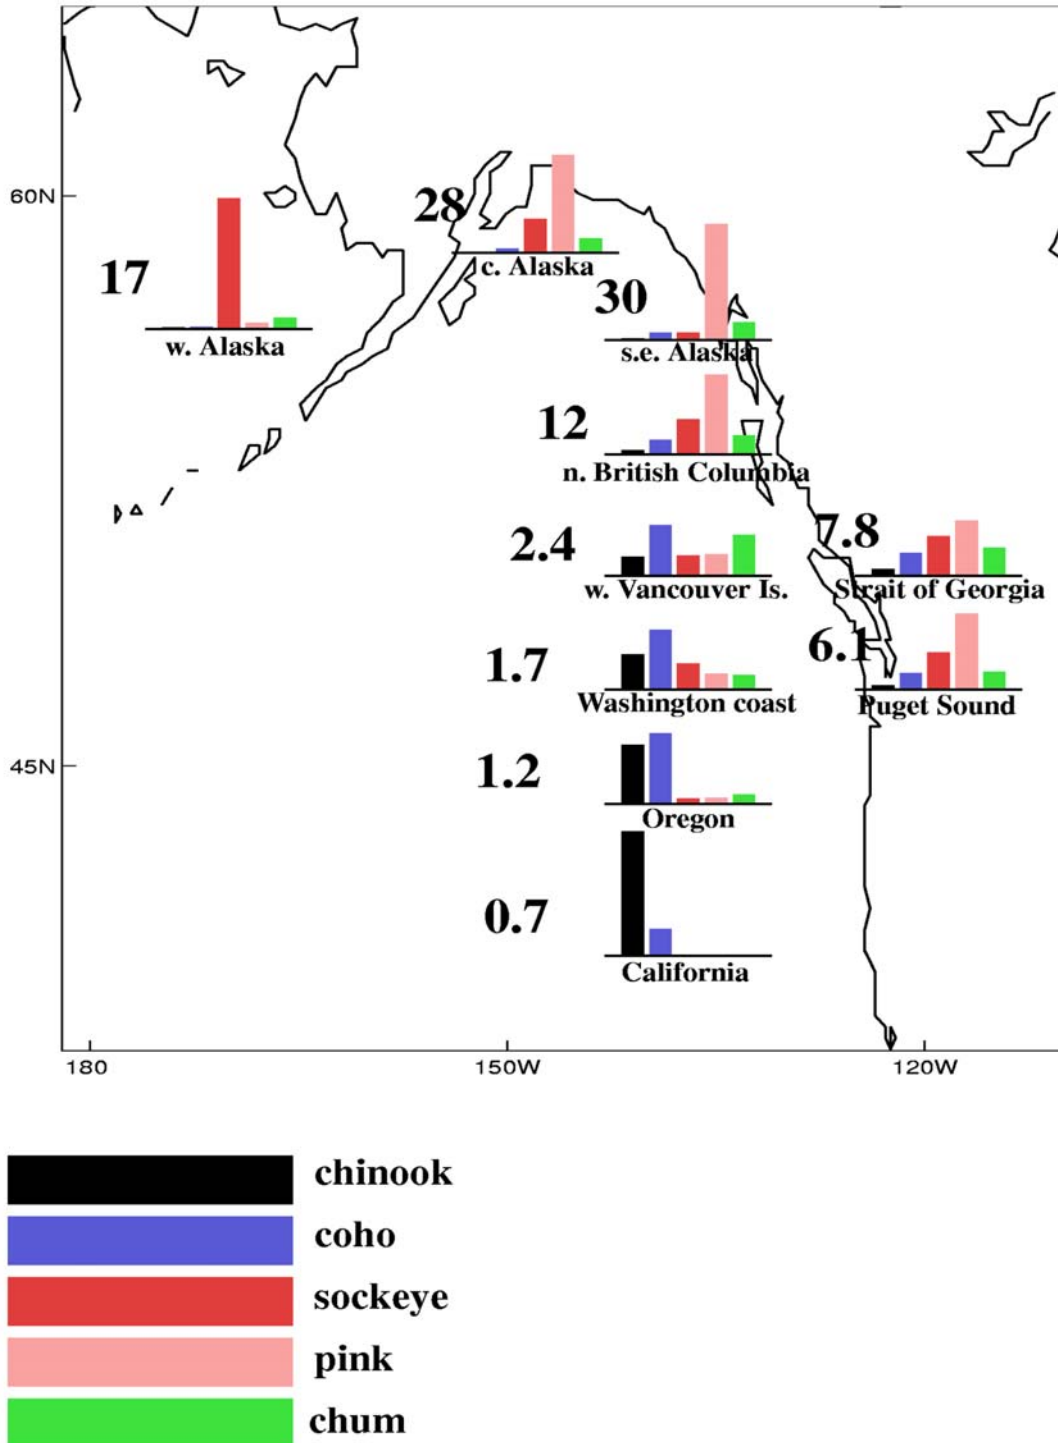 60N
28
c. Alaska
17
w. Alaska
30
s.e. Alaska
12
n. British Columbia
2.4
w. Vancouver Is.
7.8
Strait of Georgia
1.7
Washington coast
6.1
Puget Sound
45N
1.2
Oregon
0.7
California
180
150W
120W
chinook
coho
sockeye
pink
chum